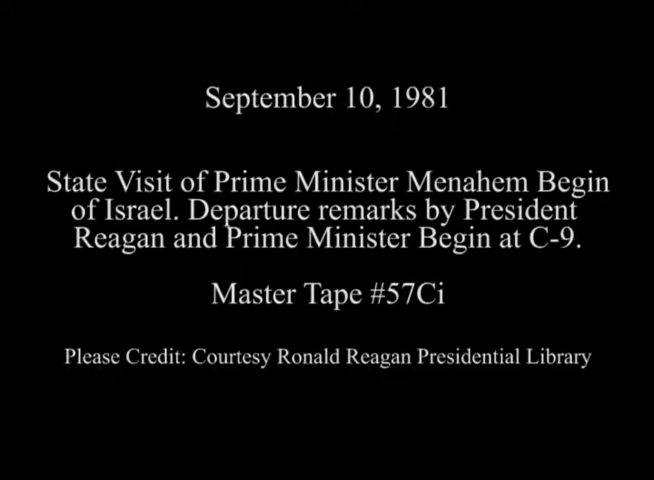 September 10, 1981
State Visit of Prime Minister Menahem Begin
of Israel. Departure remarks by President
Reagan and Prime Minister Begin at C-9.
Master Tape #57Ci
Please Credit: Courtesy Ronald Reagan Presidential Library